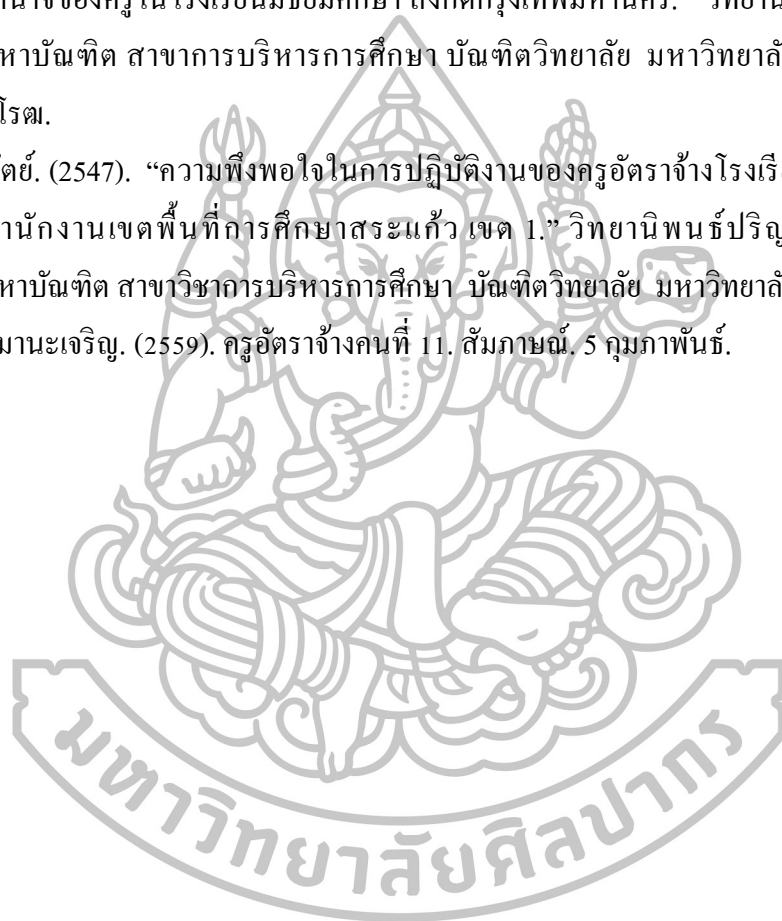 นาจของครูในโรงเรียนมัธยมศึกษา สังกัดกรุงเทพมหานคร. วิทยาน
หาบัณฑิต สาขาการบริหารการศึกษา บัณฑิตวิทยาลัย มหาวิทยาลั
โรฒ.
ตย์. (2547). “ความพึงพอใจในการปฏิบัติงานของครูอัตราจ้างโรงเรีย
ำนักงานเขตพื้นที่การศึกษาสระแก้ว เขต 1.” วิทยานิพนธ์ปริญ
หาบัณฑิต สาขาวิชาการบริหารการศึกษา บัณฑิตวิทยาลัย มหาวิทยาลั
มานะเจริญ. (2559). ครูอัตราจ้างคนที่ 11. สัมภาษณ์. 5 กุมภาพันธ์.
มหาวิทยาลัยศิลปากร